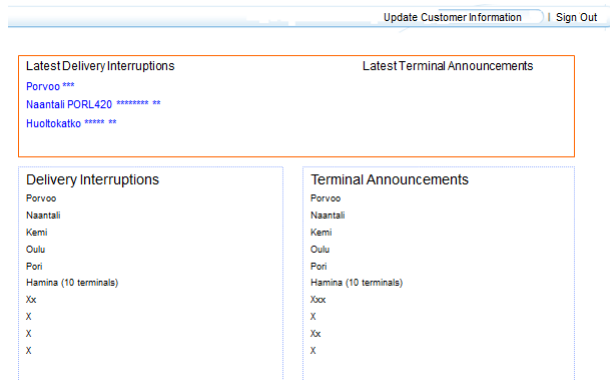 Update Customer Information | Sign Out
Latest Delivery Interruptions
Porvoo ***
Naantali PORL420 ******** **
Huoltokatko ***** **
Latest Terminal Announcements
Delivery Interruptions
Porvoo
Naantali
Kemi
Oulu
Pori
Hamina (10 terminals)
Xx
X
X
X
Terminal Announcements
Porvoo
Naantali
Kemi
Oulu
Pori
Hamina (10 terminals)
Xxx
X
Xx
X